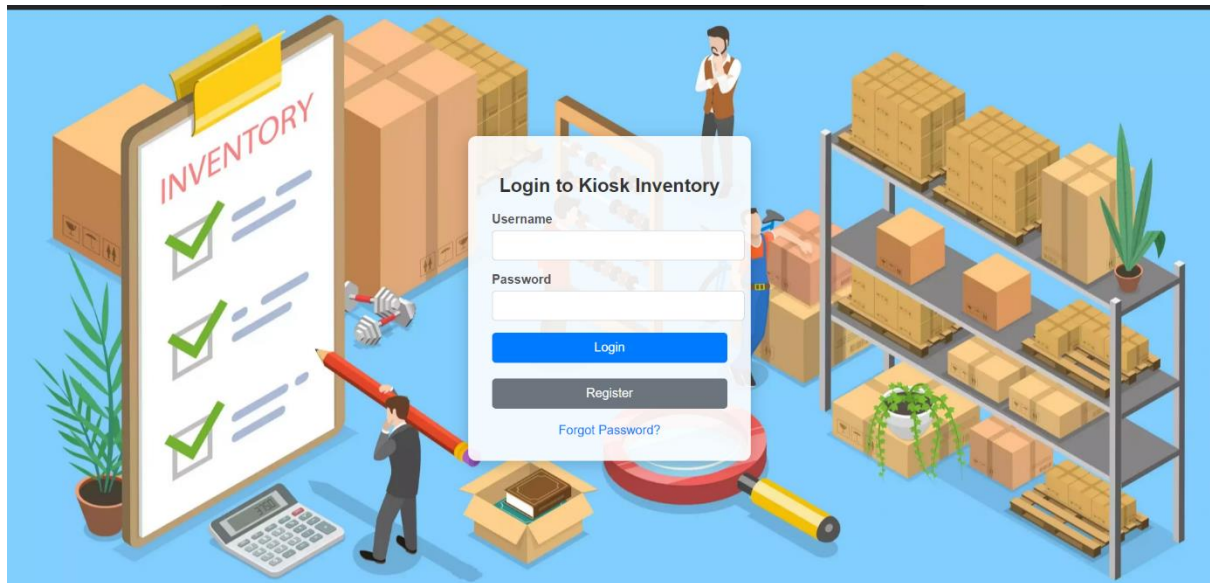 INVENTORY
Login to Kiosk Inventory
Username
Password
Login
Register
Forgot Password?